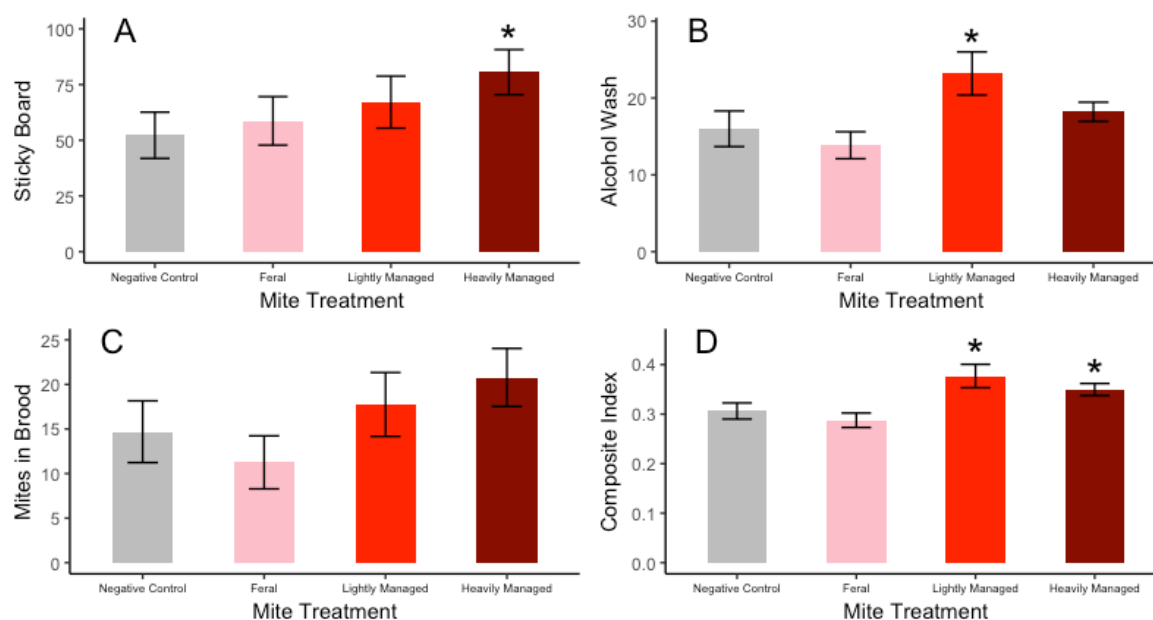 A
*
Sticky Board
100
75
50
25
0
Negative Control Feral Lightly Managed Heavily Managed
Mite Treatment
B
*
Alcohol Wash
30
20
10
0
Negative Control Feral Lightly Managed Heavily Managed
Mite Treatment
C
Mites in Brood
25
20
15
10
5
0
Negative Control Feral Lightly Managed Heavily Managed
Mite Treatment
D
* *
Composite Index
0.4
0.3
0.2
0.1
0.0
Negative Control Feral Lightly Managed Heavily Managed
Mite Treatment